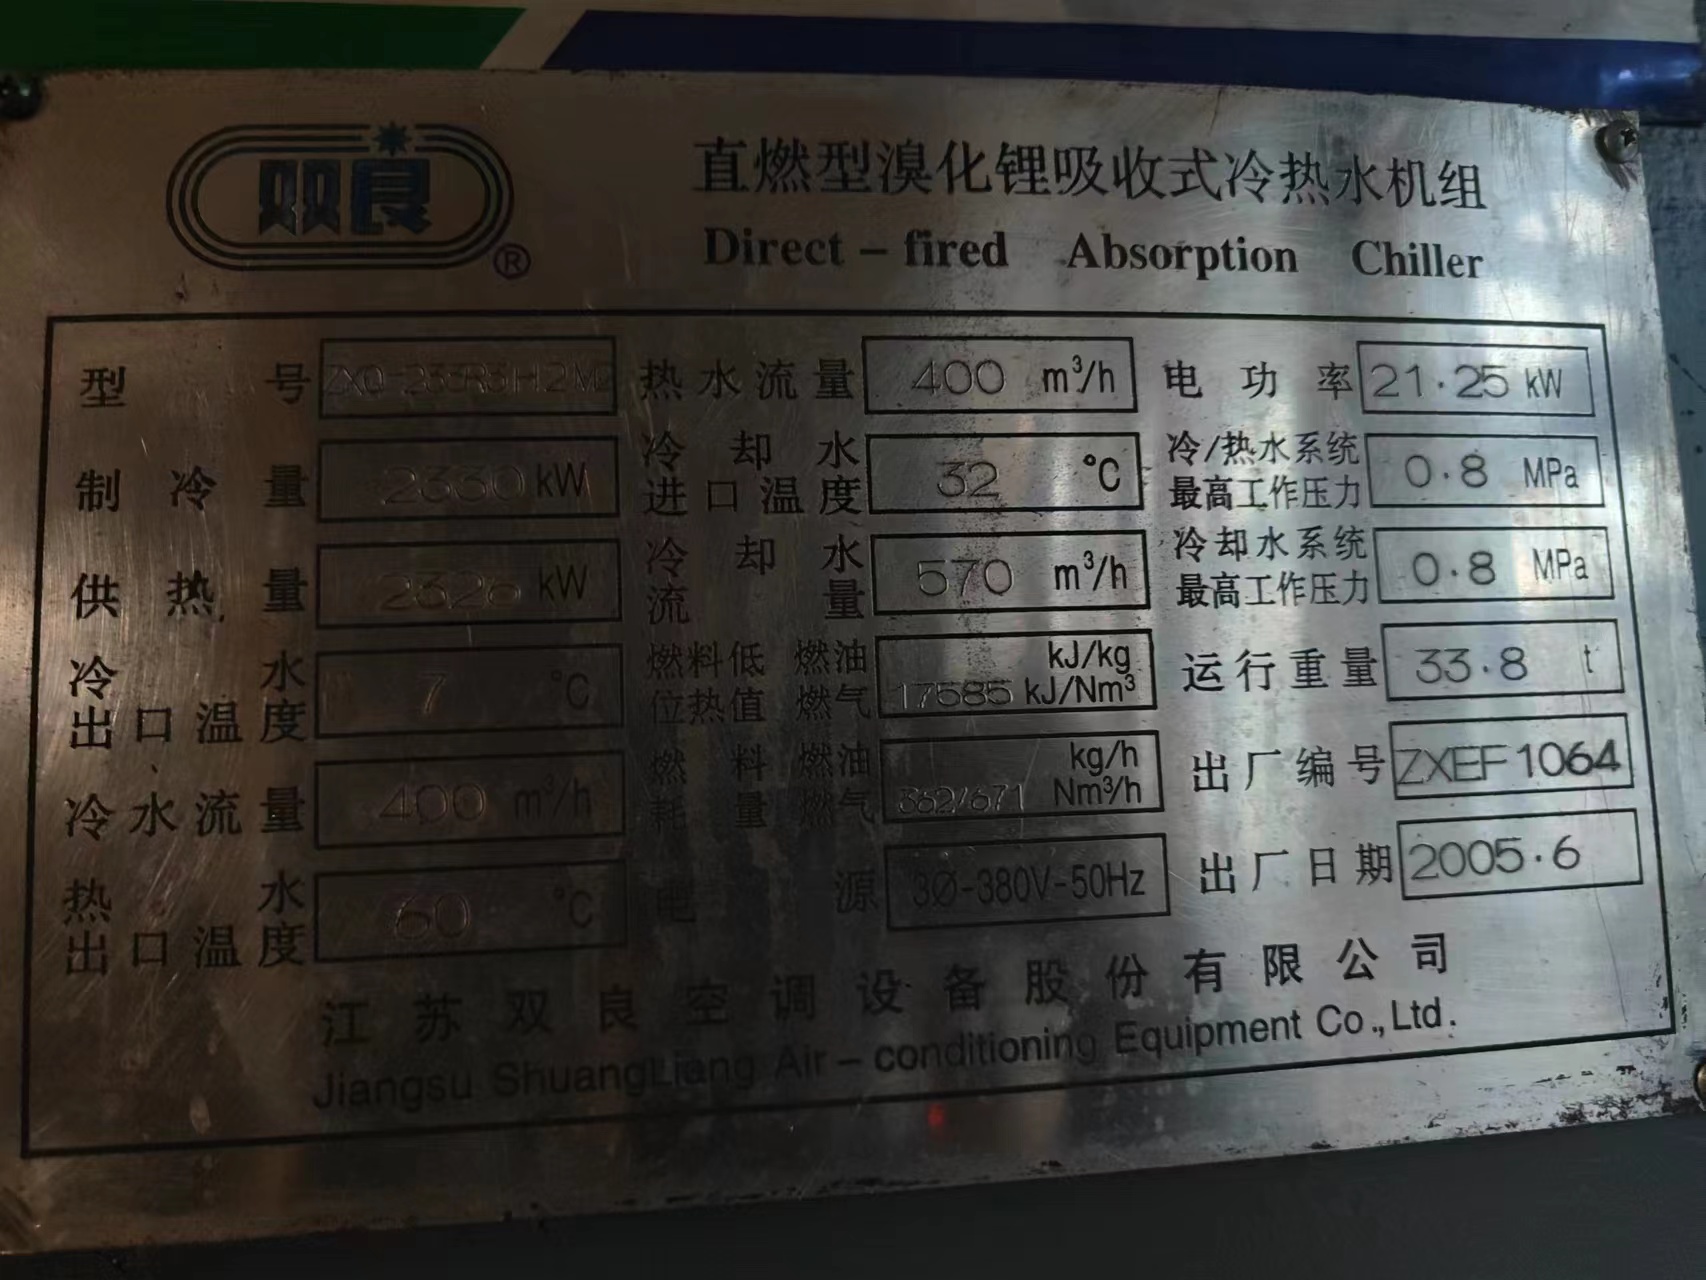 双良®
直燃型溴化锂吸收式冷热水机组
Direct-fired Absorption Chiller
型号 热水流量 400 m³/h 电功率 21.25 kW
制冷量 2330 kW 冷却水进口温度 32 ℃ 冷/热水系统最高工作压力 0.8 MPa
供热量 kW 冷却水流量 570 m³/h 冷却水系统最高工作压力 0.8 MPa
冷水出口温度 7 ℃ 燃料低位热值 燃油 kJ/kg 燃气 17585 kJ/Nm³ 运行重量 33.8 t
冷水流量 400 m³/h 燃料耗量 燃油 kg/h 燃气 362/671 Nm³/h 出厂编号 ZXEF1064
热水出口温度 60 ℃ 电源 3Ø-380V-50Hz 出厂日期 2005.6
江苏双良空调设备股份有限公司
Jiangsu ShuangLiang Air-conditioning Equipment Co.,Ltd.